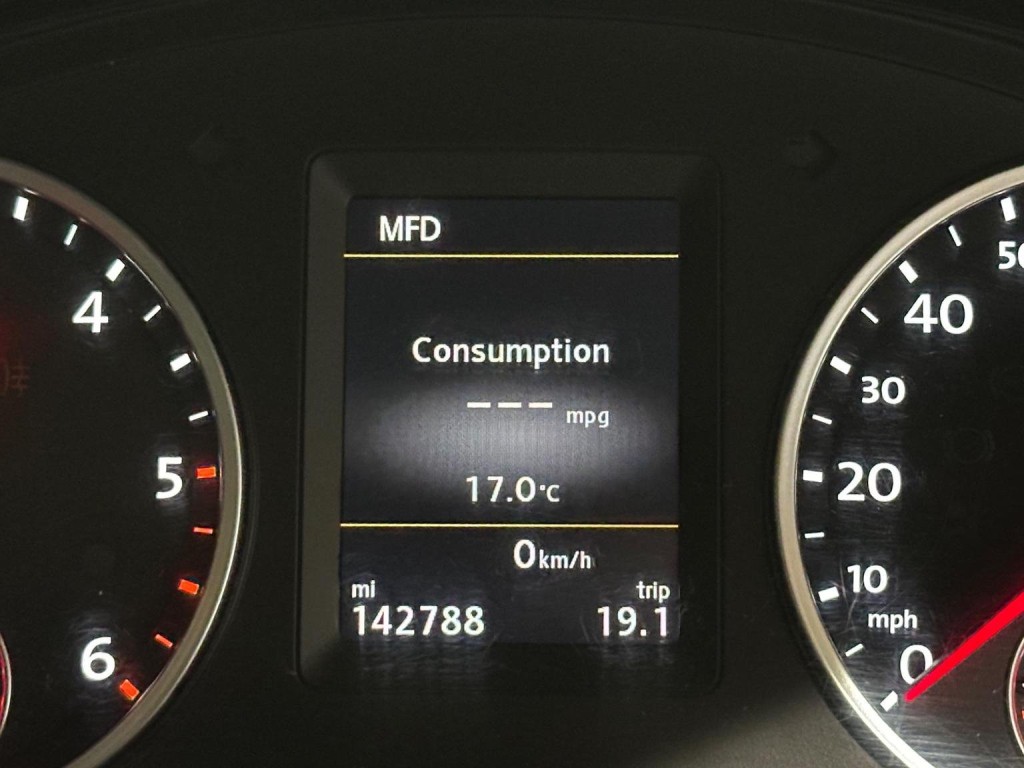 MFD
Consumption
--- mpg
17.0°C
0km/h
mi trip
142788 19.1
4
5
6
50
40
30
20
10
mph
0